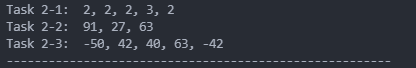 Task 2-1:  2, 2, 2, 3, 2
Task 2-2:  91, 27, 63
Task 2-3:  -50, 42, 40, 63, -42
-------------------------------------------------------